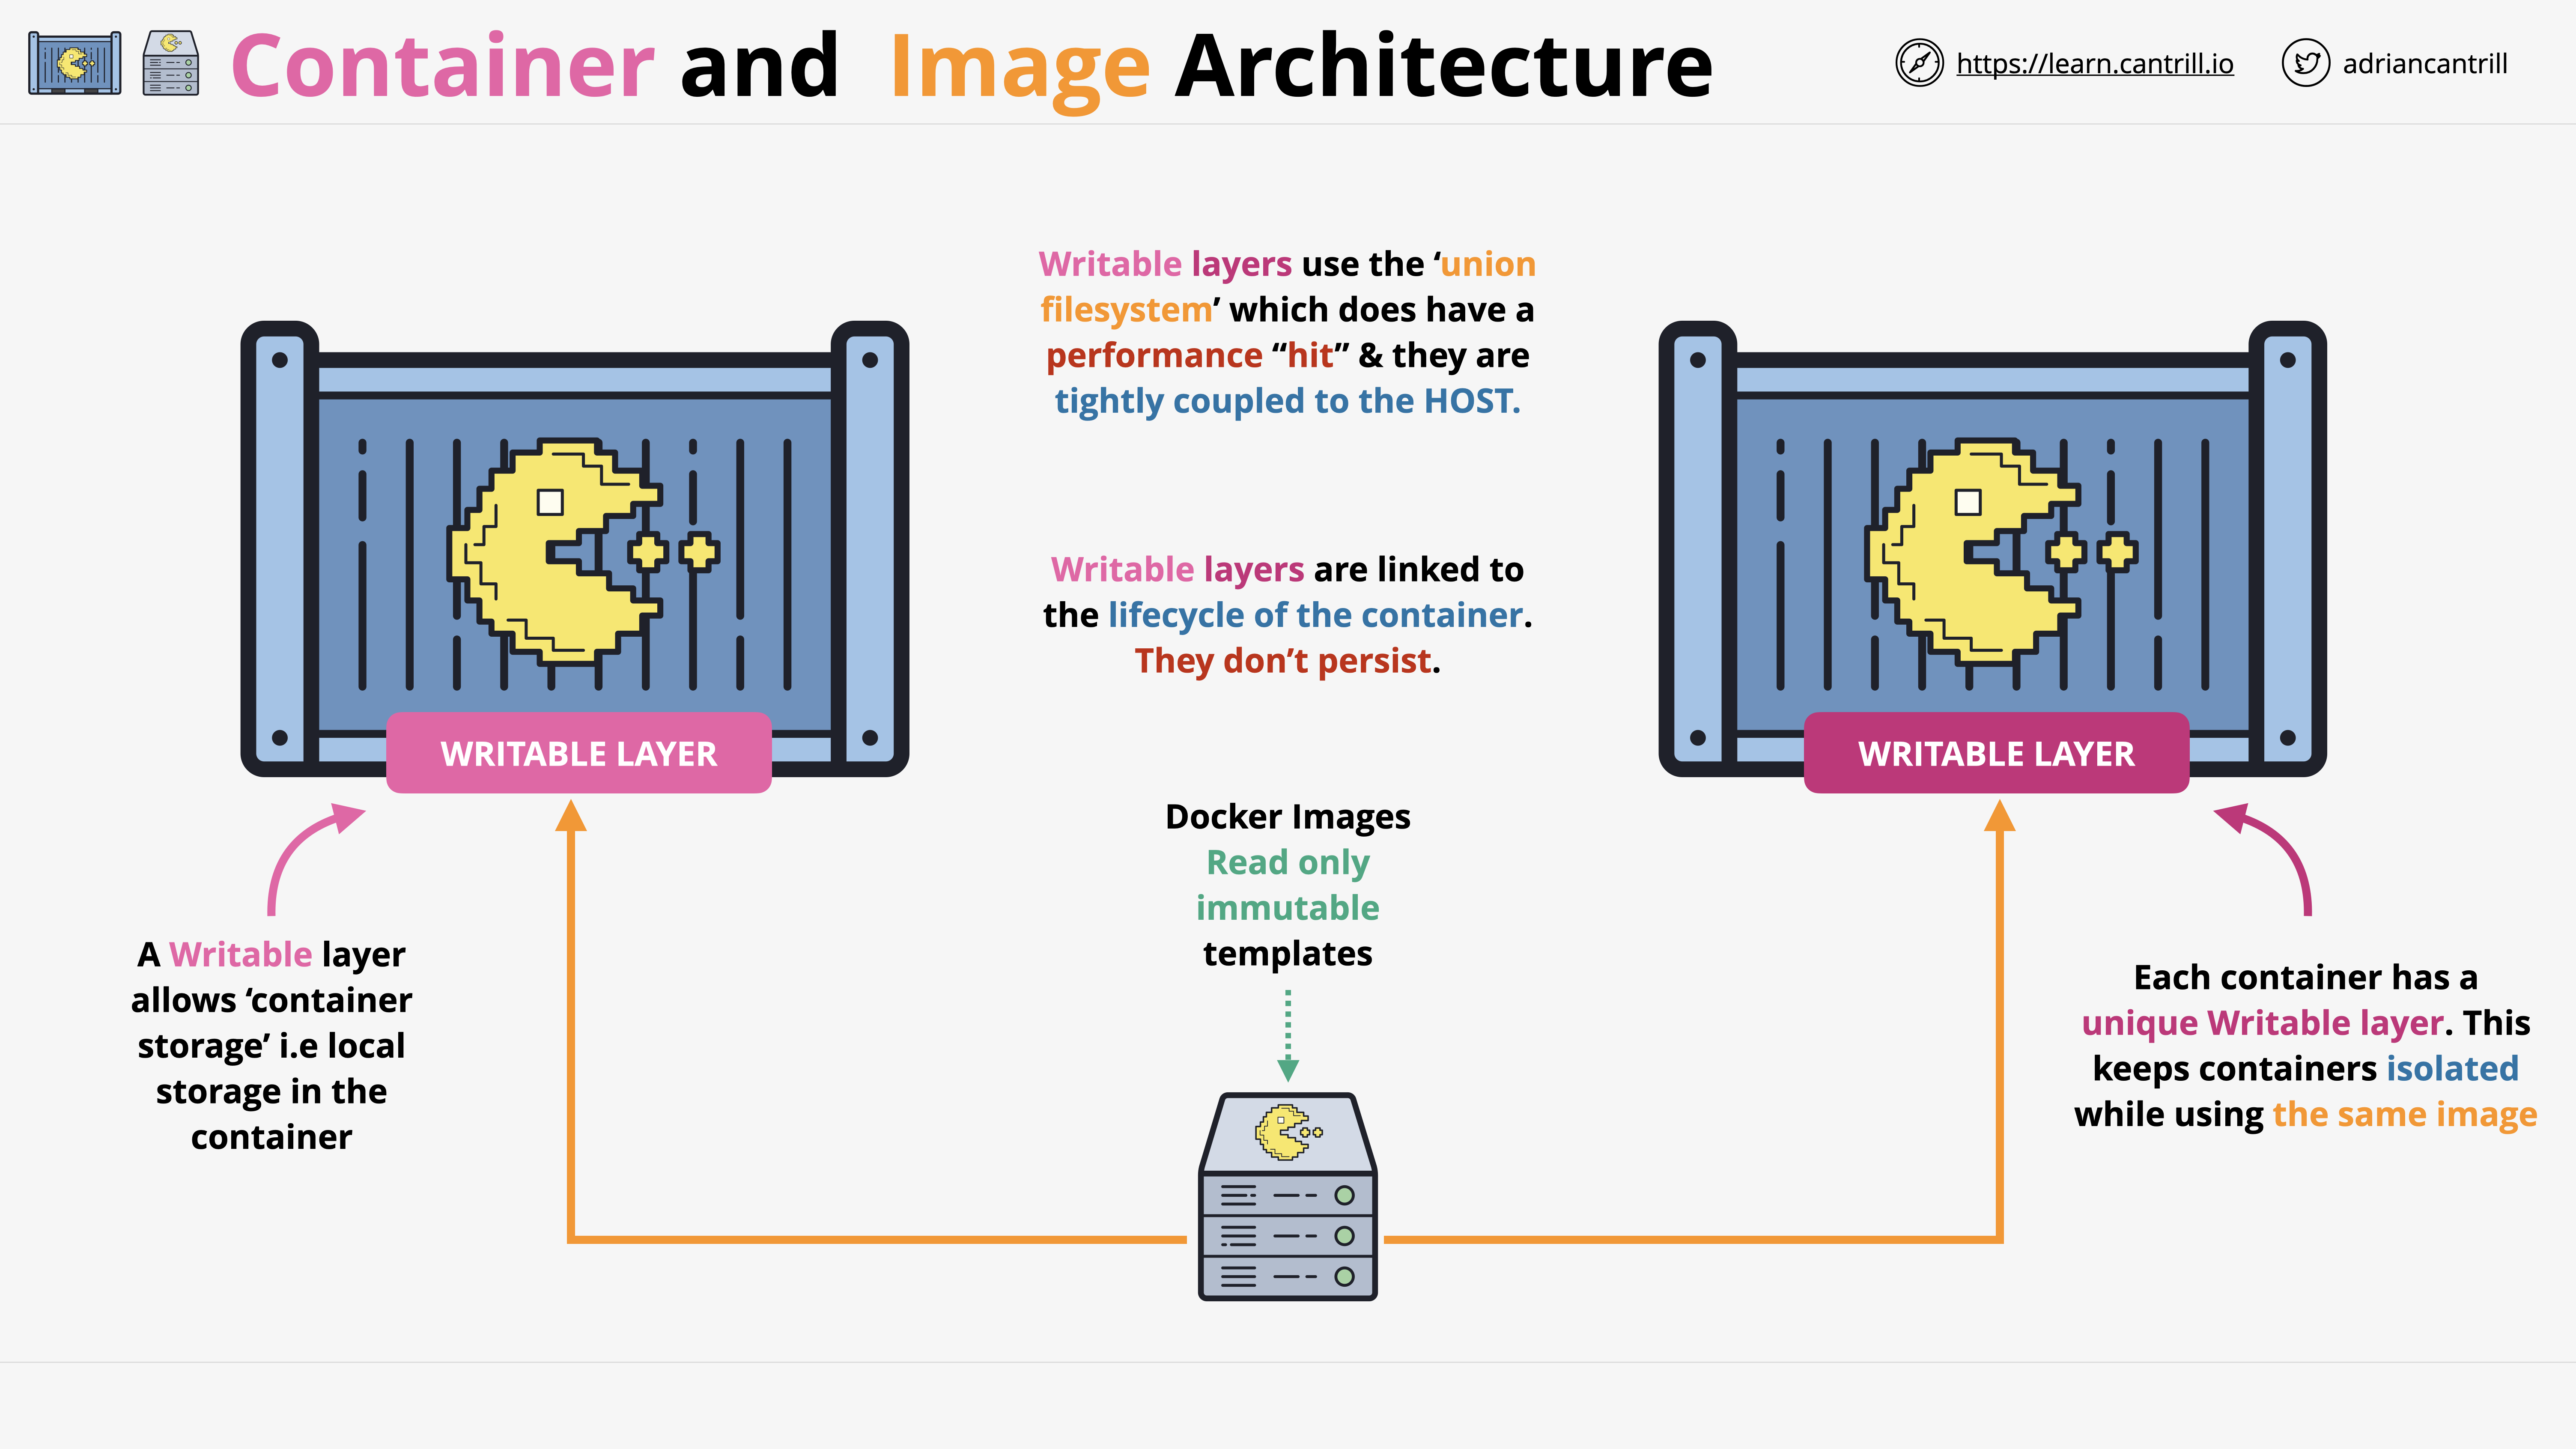 Container and Image Architecture
https://learn.cantrill.io
adriancantrill
Writable layers use the ‘union
filesystem’ which does have a
performance “hit” & they are
tightly coupled to the HOST.
Writable layers are linked to
the lifecycle of the container.
They don’t persist.
WRITABLE LAYER
WRITABLE LAYER
Docker Images
Read only
immutable
templates
A Writable layer
allows ‘container
storage’ i.e local
storage in the
container
Each container has a
unique Writable layer. This
keeps containers isolated
while using the same image